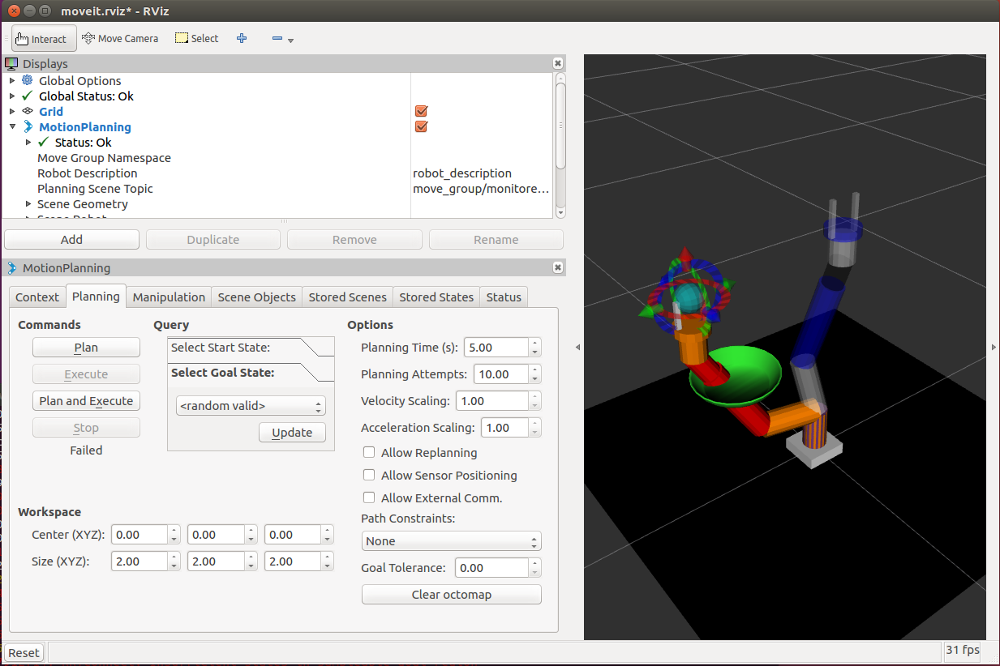 moveit.rviz* - RViz
Interact Move Camera Select
Displays
Global Options
Global Status: Ok
Grid
MotionPlanning
Status: Ok
Move Group Namespace
Robot Description robot_description
Planning Scene Topic move_group/monitore...
Scene Geometry
Scene Robot
Add Duplicate Remove Rename
MotionPlanning
Context Planning Manipulation Scene Objects Stored Scenes Stored States Status
Commands Query Options
Plan Select Start State: Planning Time (s): 5.00
Execute Select Goal State: Planning Attempts: 10.00
Plan and Execute <random valid> Velocity Scaling: 1.00
Stop Update Acceleration Scaling: 1.00
Failed Allow Replanning
Allow Sensor Positioning
Allow External Comm.
Workspace Path Constraints:
Center (XYZ): 0.00 0.00 0.00 None
Size (XYZ): 2.00 2.00 2.00 Goal Tolerance: 0.00
Clear octomap
Reset 31 fps